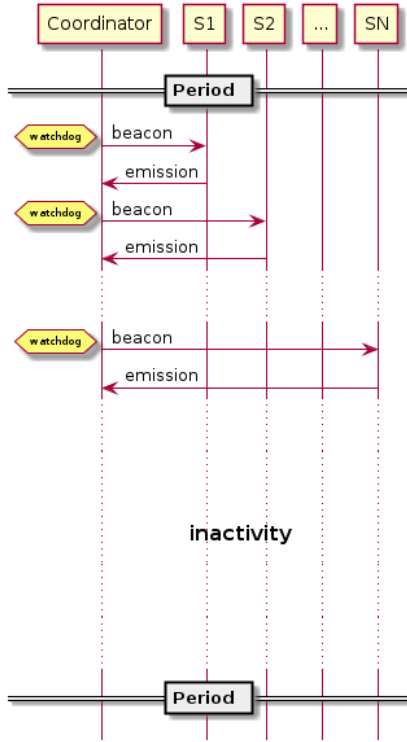 Coordinator S1 S2 ... SN
Period
watchdog beacon
emission
watchdog beacon
emission
watchdog beacon
emission
inactivity
Period